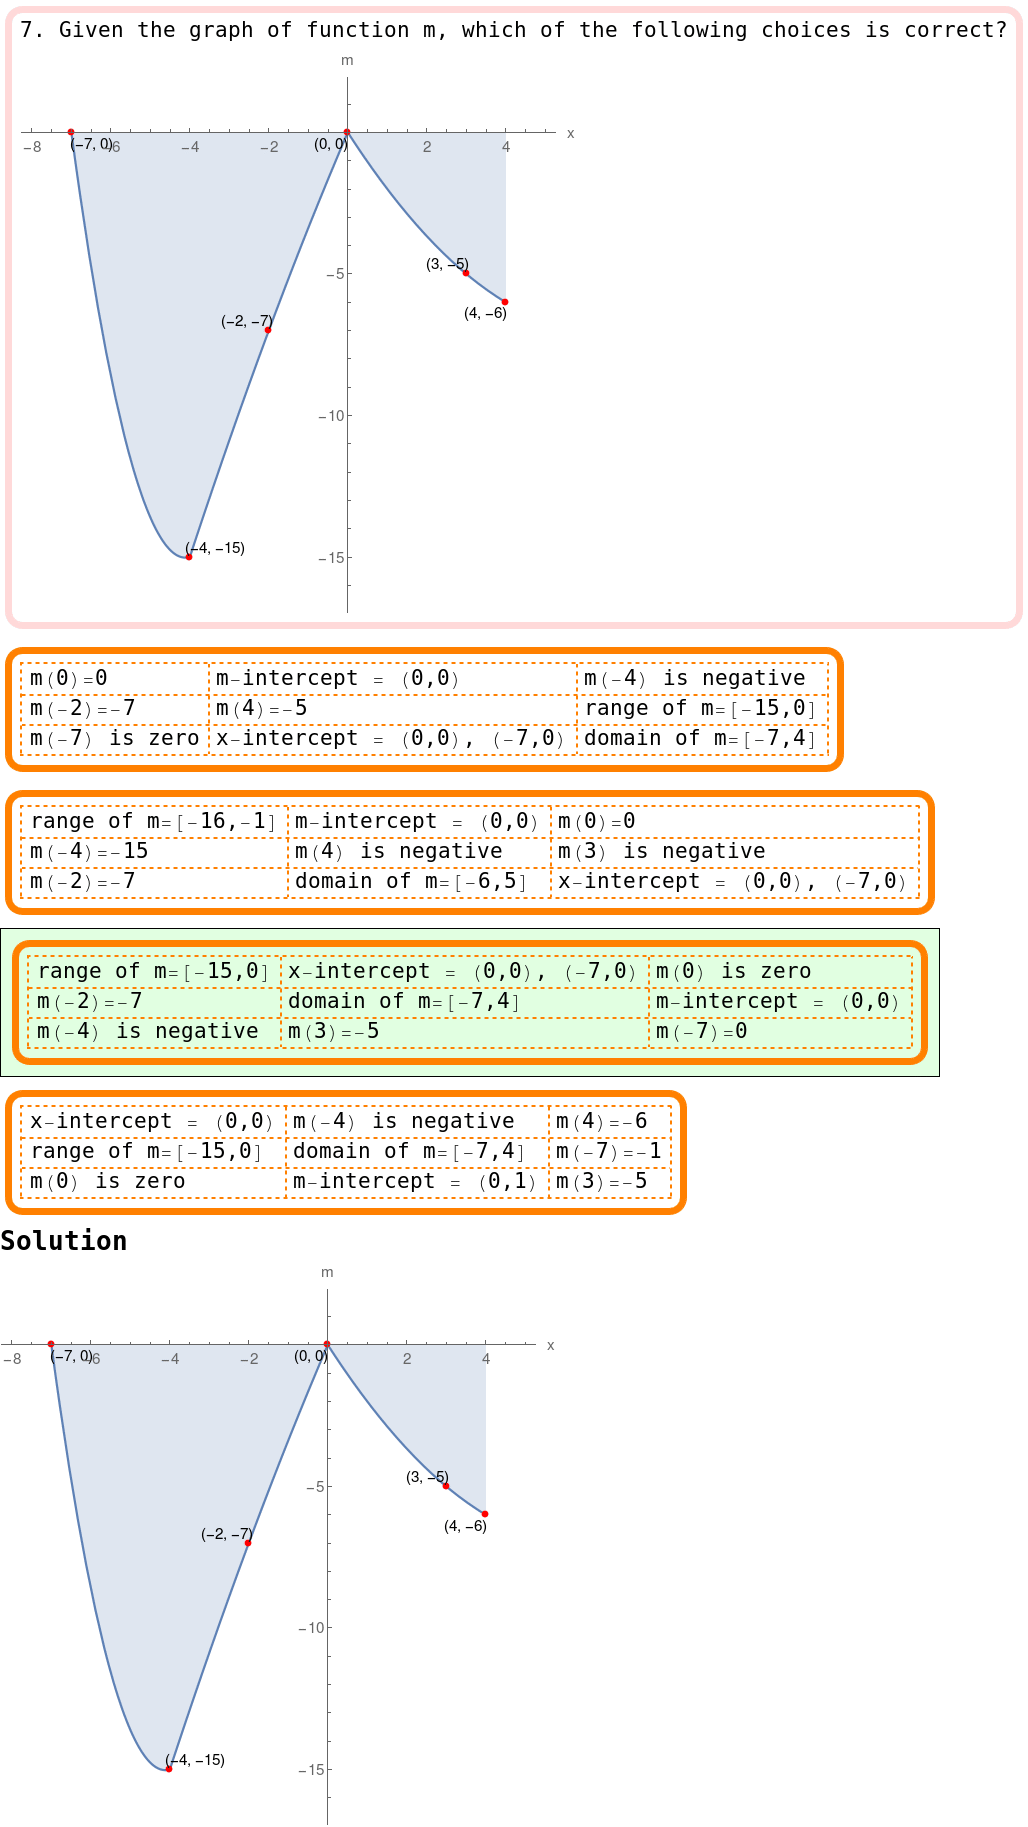 7. Given the graph of function m, which of the following choices is correct?
m
x
−8 −6 −4 −2 2 4
(−7, 0)
(0, 0)
(3, −5)
−5
(4, −6)
(−2, −7)
−10
(−4, −15)
−15
m(0)=0 m-intercept = (0,0) m(-4) is negative
m(-2)=-7 m(4)=-5 range of m=[-15,0]
m(-7) is zero x-intercept = (0,0), (-7,0) domain of m=[-7,4]
range of m=[-16,-1] m-intercept = (0,0) m(0)=0
m(-4)=-15 m(4) is negative m(3) is negative
m(-2)=-7 domain of m=[-6,5] x-intercept = (0,0), (-7,0)
range of m=[-15,0] x-intercept = (0,0), (-7,0) m(0) is zero
m(-2)=-7 domain of m=[-7,4] m-intercept = (0,0)
m(-4) is negative m(3)=-5 m(-7)=0
x-intercept = (0,0) m(-4) is negative m(4)=-6
range of m=[-15,0] domain of m=[-7,4] m(-7)=-1
m(0) is zero m-intercept = (0,1) m(3)=-5
Solution
m
x
−8 −6 −4 −2 2 4
(−7, 0)
(0, 0)
(3, −5)
−5
(4, −6)
(−2, −7)
−10
(−4, −15)
−15